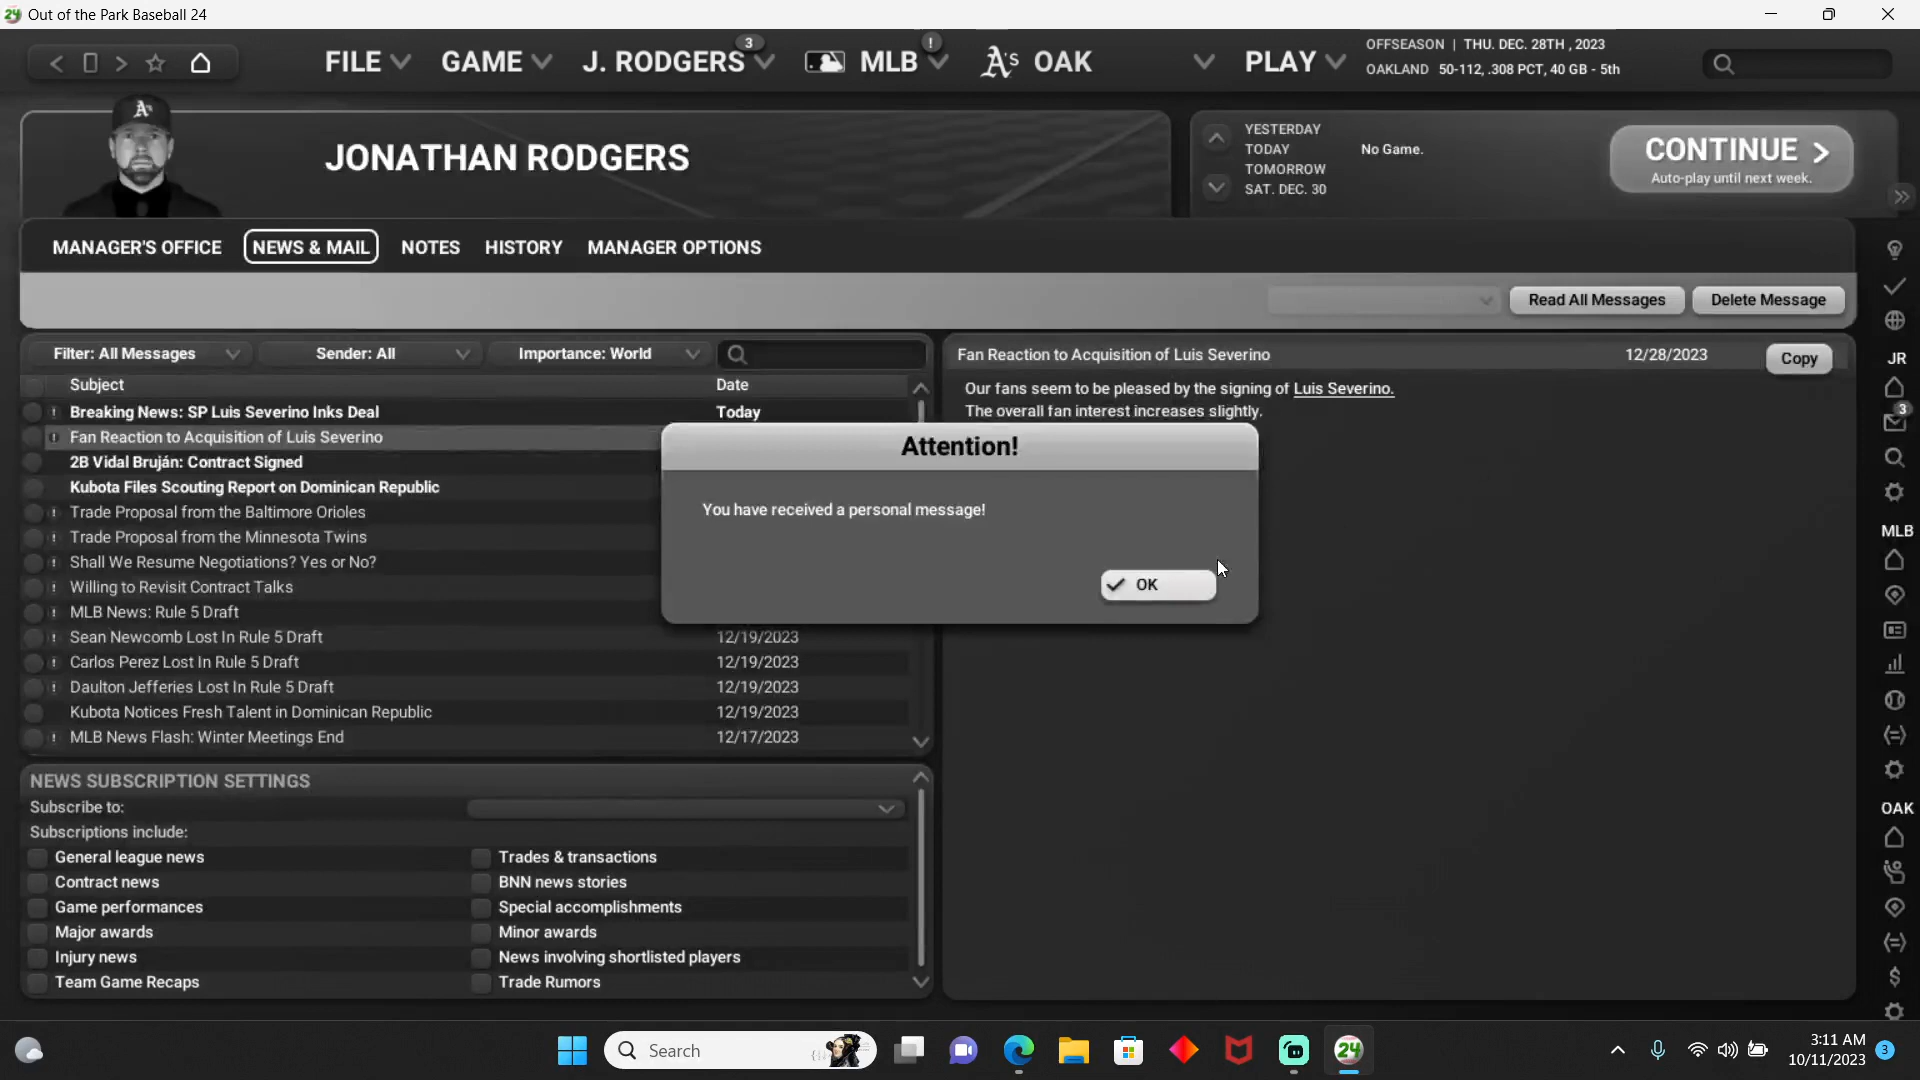 Out of the Park Baseball 24
FILE GAME J. RODGERS 3 MLB ! A's OAK PLAY
OFFSEASON | THU. DEC. 28TH , 2023
OAKLAND 50-112, .308 PCT, 40 GB - 5th
A's
JONATHAN RODGERS
YESTERDAY
TODAY No Game.
TOMORROW
SAT. DEC. 30
CONTINUE >
Auto-play until next week.
MANAGER'S OFFICE NEWS & MAIL NOTES HISTORY MANAGER OPTIONS
Read All Messages Delete Message
Filter: All Messages Sender: All Importance: World
Subject Date
! Breaking News: SP Luis Severino Inks Deal Today
! Fan Reaction to Acquisition of Luis Severino
2B Vidal Bruján: Contract Signed
Kubota Files Scouting Report on Dominican Republic
! Trade Proposal from the Baltimore Orioles
! Trade Proposal from the Minnesota Twins
! Shall We Resume Negotiations? Yes or No?
! Willing to Revisit Contract Talks
! MLB News: Rule 5 Draft
! Sean Newcomb Lost In Rule 5 Draft 12/19/2023
! Carlos Perez Lost In Rule 5 Draft 12/19/2023
! Daulton Jefferies Lost In Rule 5 Draft 12/19/2023
Kubota Notices Fresh Talent in Dominican Republic 12/19/2023
! MLB News Flash: Winter Meetings End 12/17/2023
Fan Reaction to Acquisition of Luis Severino 12/28/2023 Copy
Our fans seem to be pleased by the signing of Luis Severino.
The overall fan interest increases slightly.
Attention!
You have received a personal message!
OK
NEWS SUBSCRIPTION SETTINGS
Subscribe to:
Subscriptions include:
General league news Trades & transactions
Contract news BNN news stories
Game performances Special accomplishments
Major awards Minor awards
Injury news News involving shortlisted players
Team Game Recaps Trade Rumors
JR
3
MLB
OAK
$
Search
24
3:11 AM
10/11/2023
3